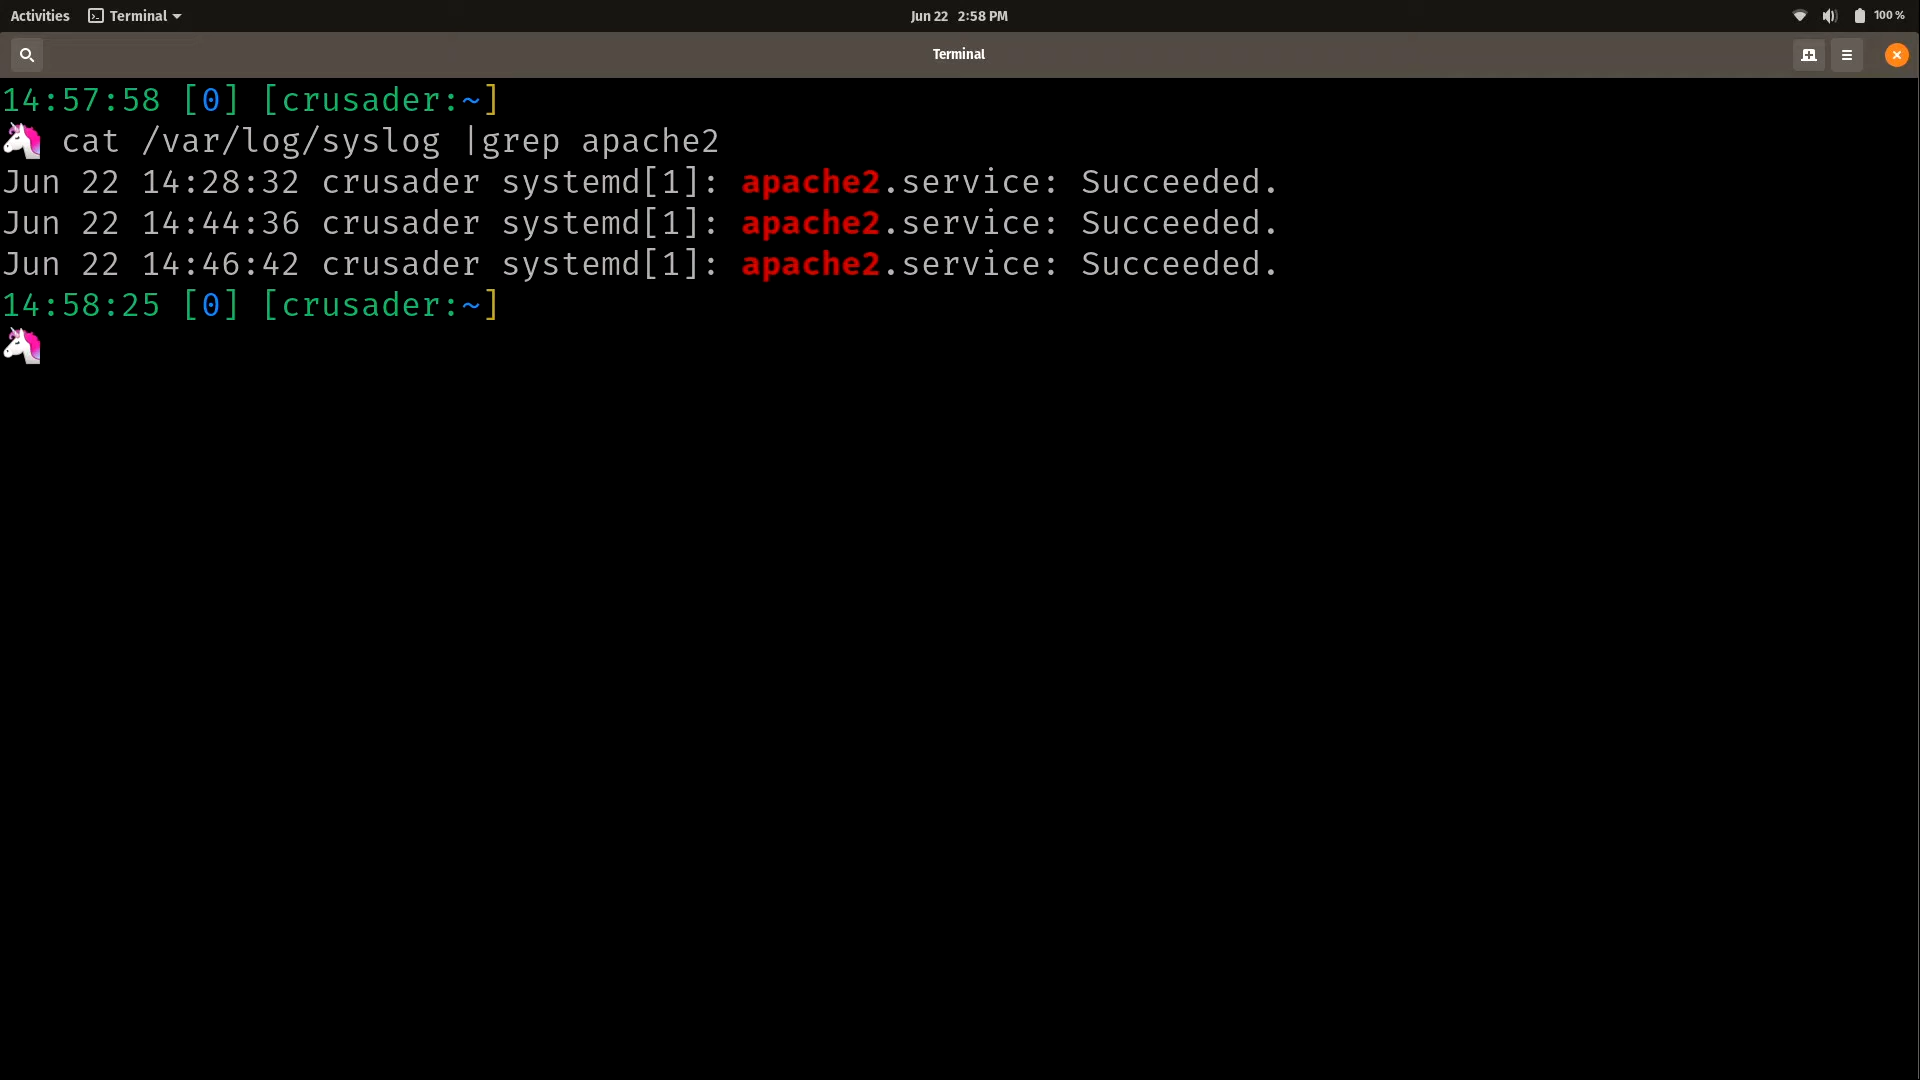 Activities Terminal Jun 22 2:58 PM 100 %
Terminal
14:57:58 [0] [crusader:~]
🦄 cat /var/log/syslog |grep apache2
Jun 22 14:28:32 crusader systemd[1]: apache2.service: Succeeded.
Jun 22 14:44:36 crusader systemd[1]: apache2.service: Succeeded.
Jun 22 14:46:42 crusader systemd[1]: apache2.service: Succeeded.
14:58:25 [0] [crusader:~]
🦄